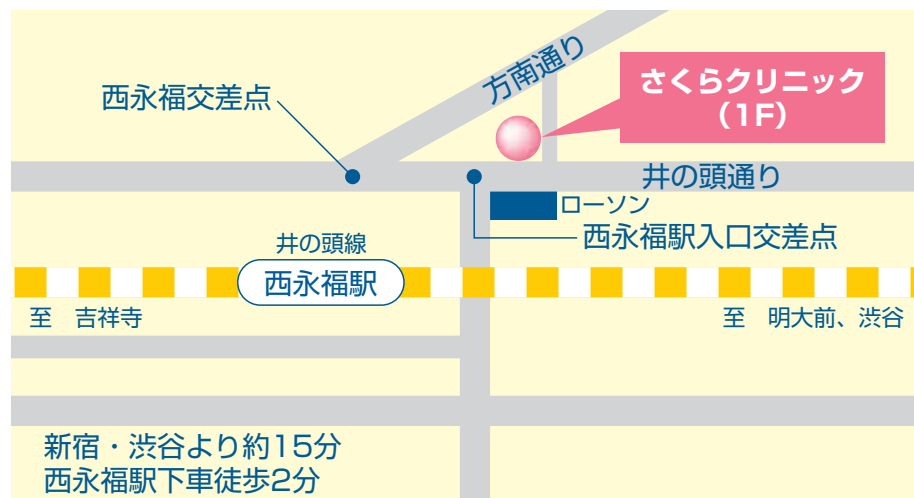 方南通り
さくらクリニック
（1F）
西永福交差点
井の頭通り
ローソン
西永福駅入口交差点
井の頭線
西永福駅
至　吉祥寺
至　明大前、渋谷
新宿・渋谷より約15分
西永福駅下車徒歩2分